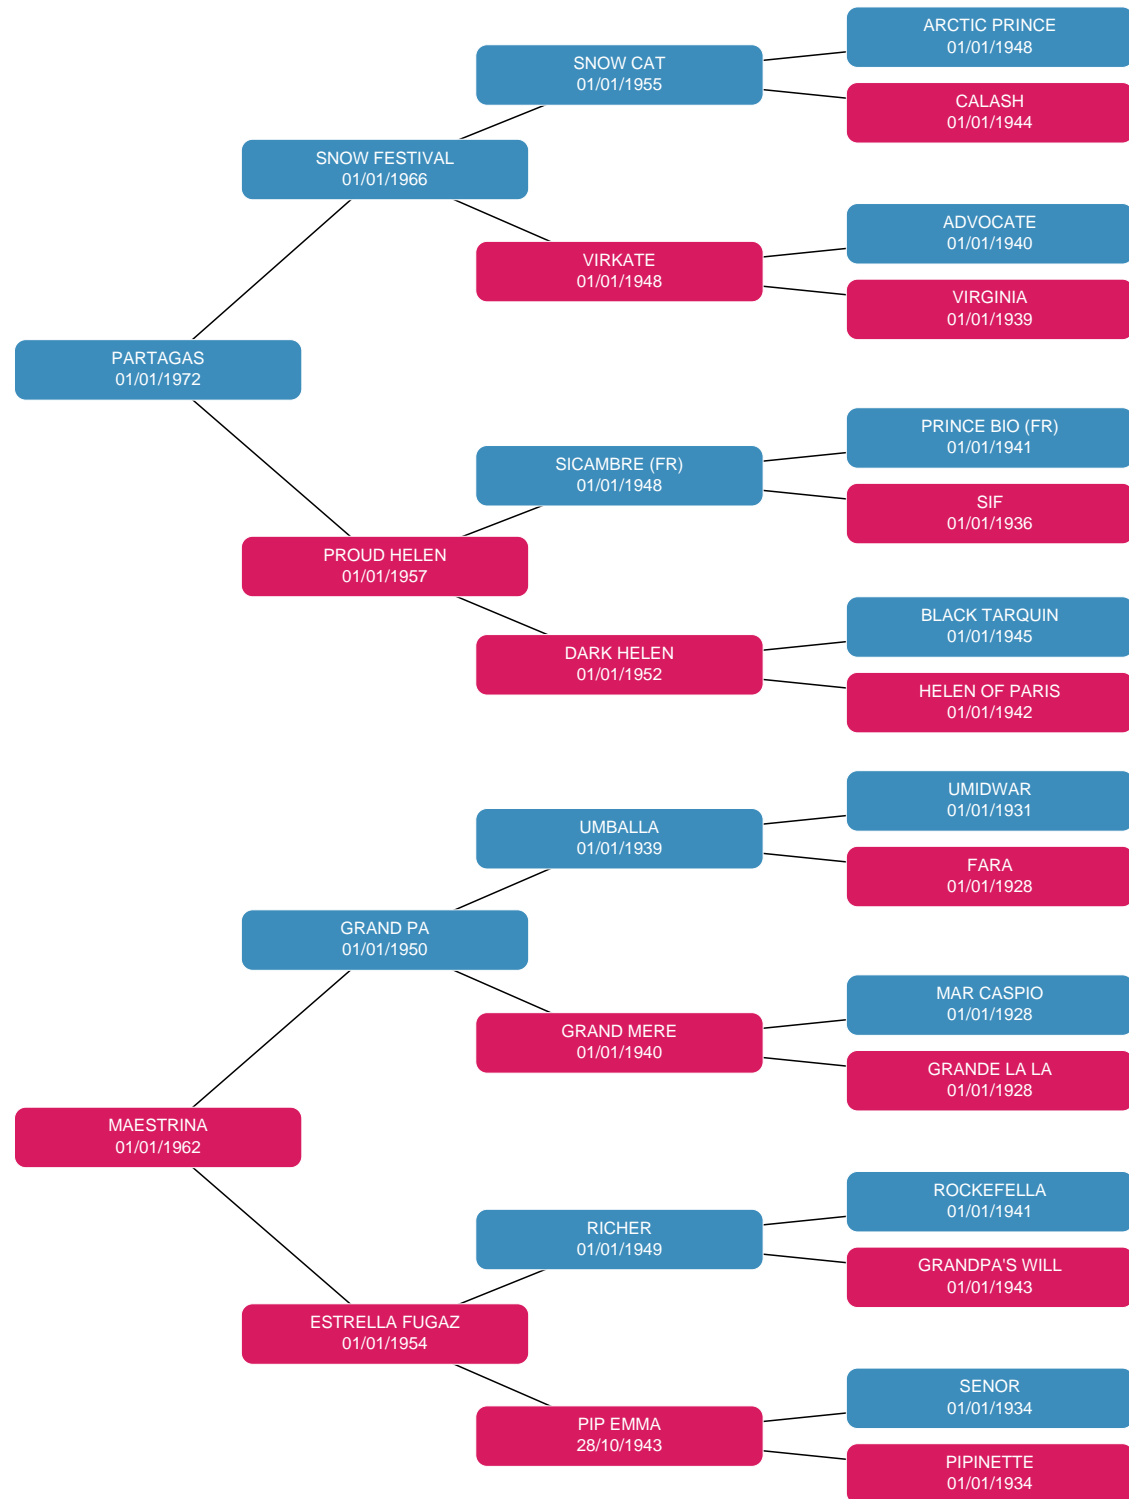 ARCTIC PRINCE
01/01/1948
SNOW CAT
01/01/1955
CALASH
01/01/1944
SNOW FESTIVAL
01/01/1966
ADVOCATE
01/01/1940
VIRKATE
01/01/1948
VIRGINIA
01/01/1939
PARTAGAS
01/01/1972
PRINCE BIO (FR)
01/01/1941
SICAMBRE (FR)
01/01/1948
SIF
01/01/1936
PROUD HELEN
01/01/1957
BLACK TARQUIN
01/01/1945
DARK HELEN
01/01/1952
HELEN OF PARIS
01/01/1942
UMIDWAR
01/01/1931
UMBALLA
01/01/1939
FARA
01/01/1928
GRAND PA
01/01/1950
MAR CASPIO
01/01/1928
GRAND MERE
01/01/1940
GRANDE LA LA
01/01/1928
MAESTRINA
01/01/1962
ROCKEFELLA
01/01/1941
RICHER
01/01/1949
GRANDPA'S WILL
01/01/1943
ESTRELLA FUGAZ
01/01/1954
SENOR
01/01/1934
PIP EMMA
28/10/1943
PIPINETTE
01/01/1934